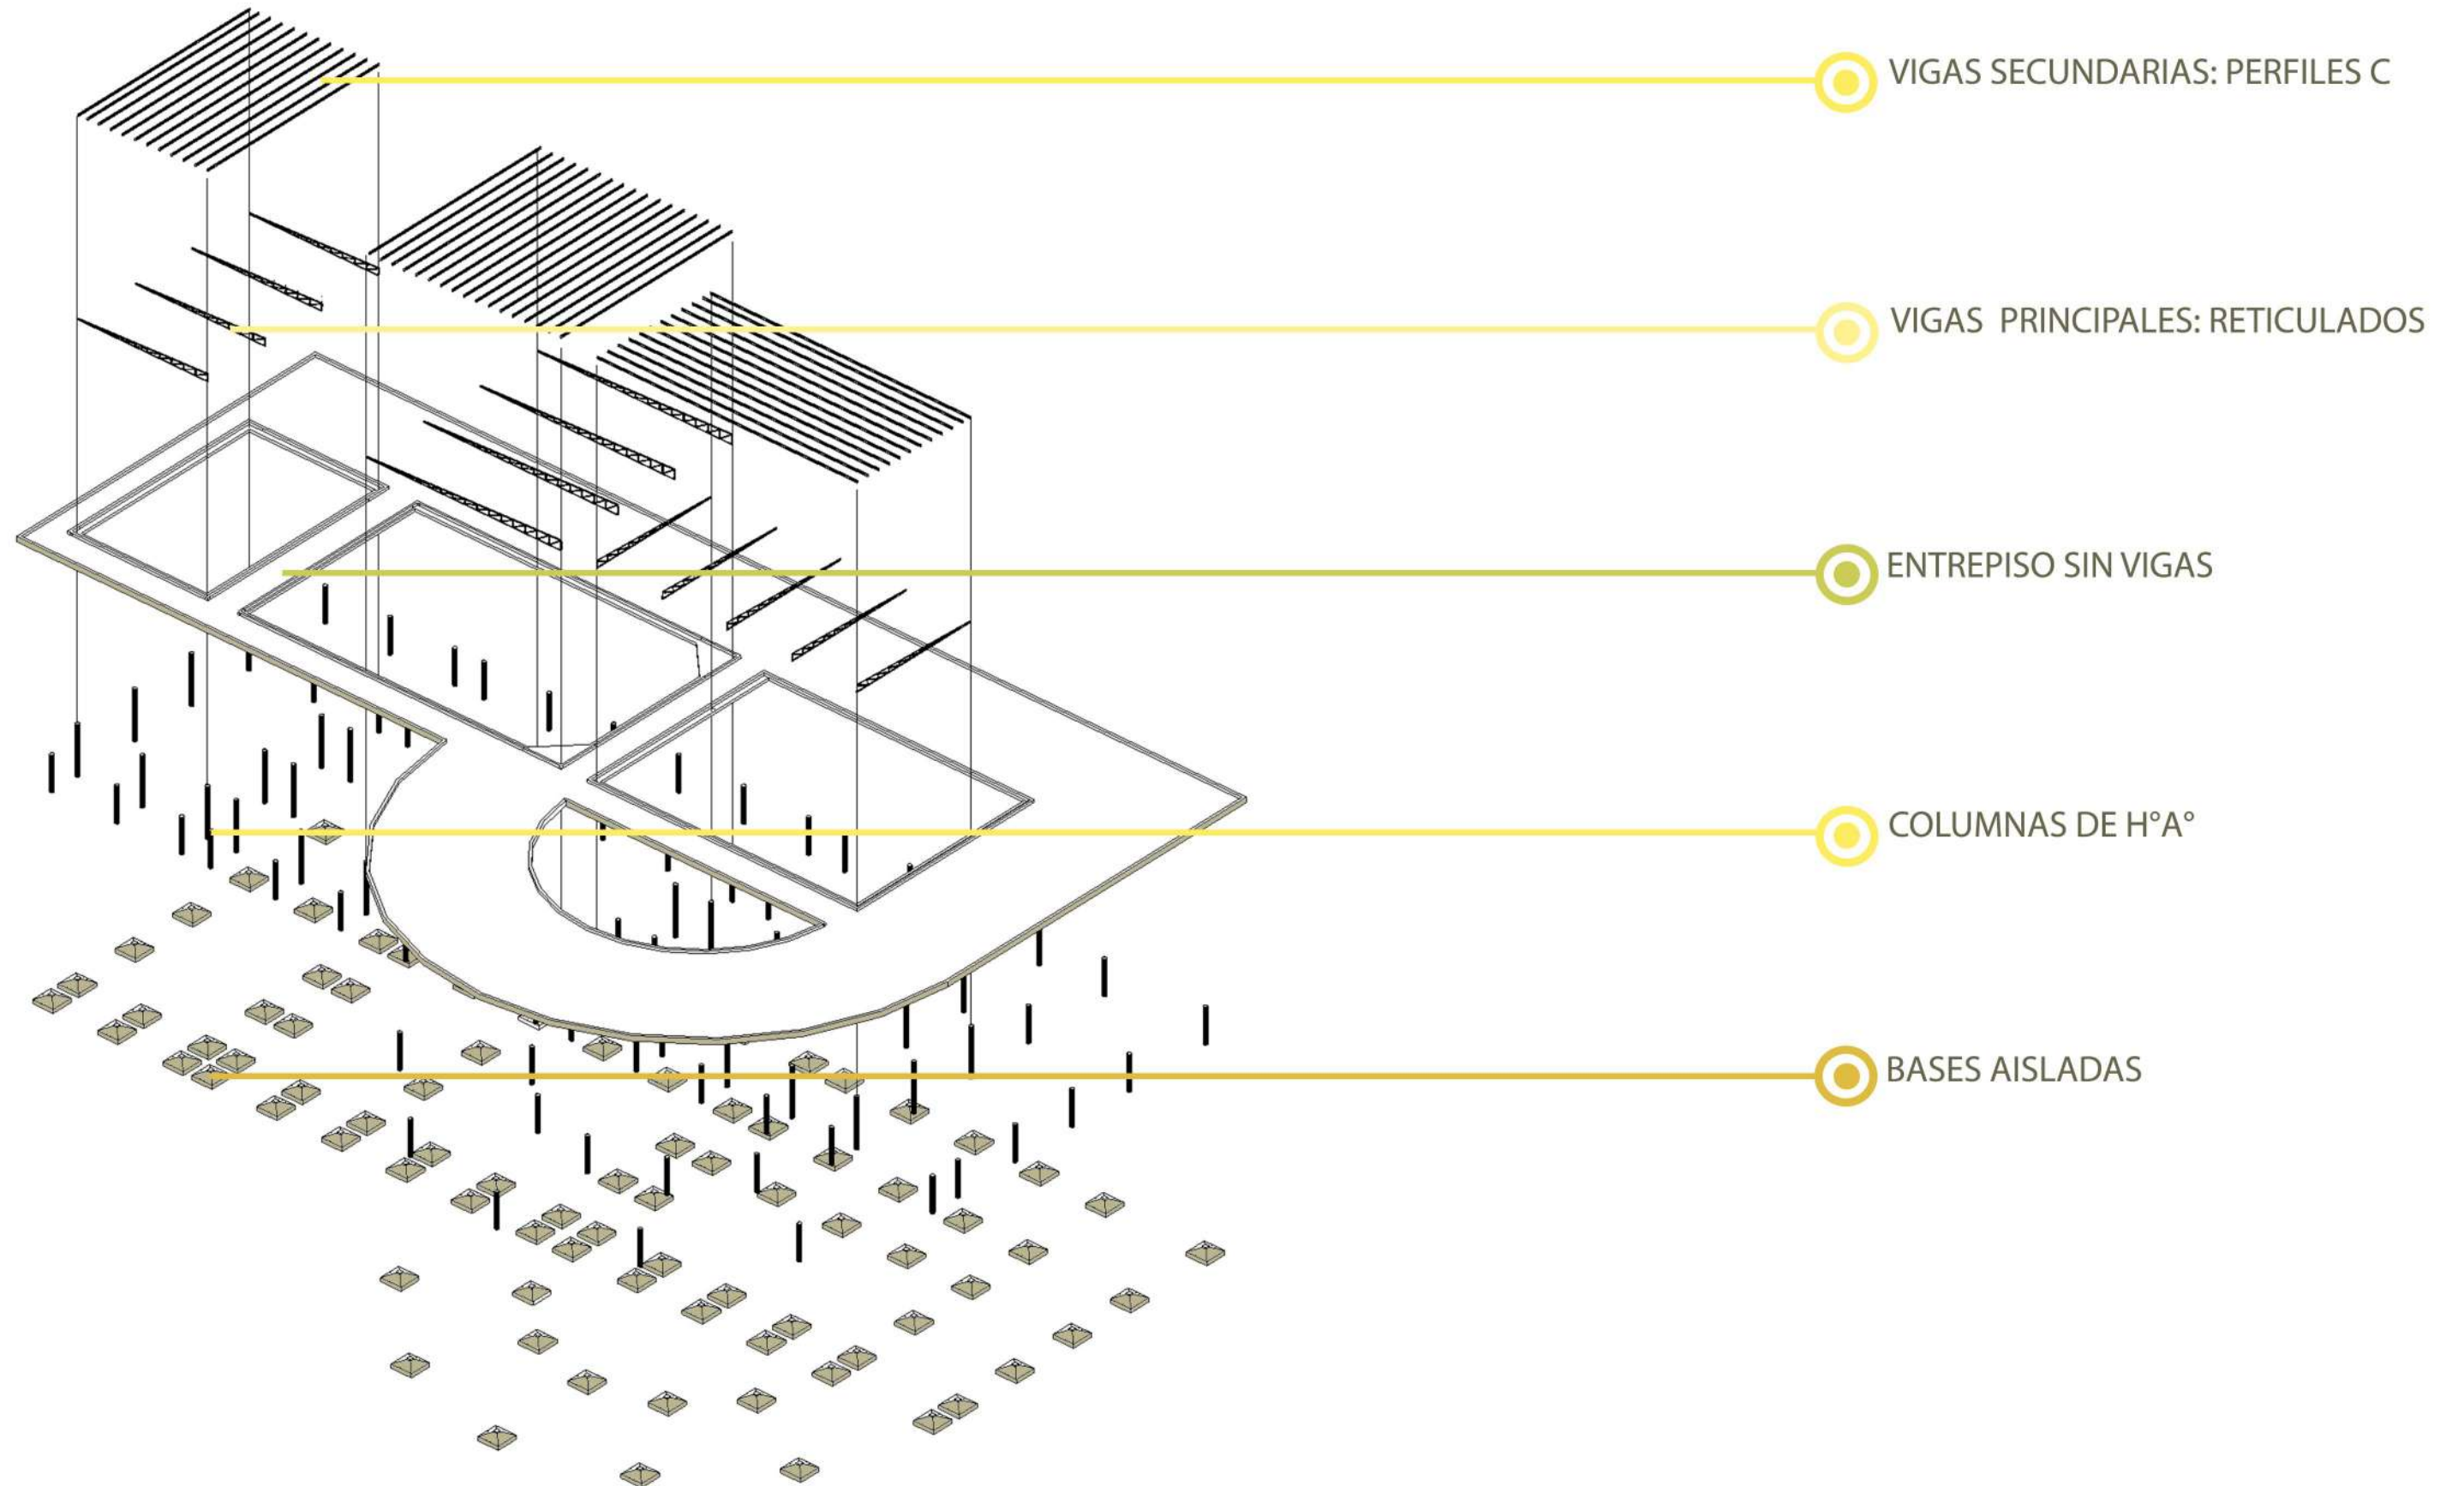 VIGAS SECUNDARIAS: PERFILES C
VIGAS  PRINCIPALES: RETICULADOS
ENTREPISO SIN VIGAS
COLUMNAS DE H°A°
BASES AISLADAS